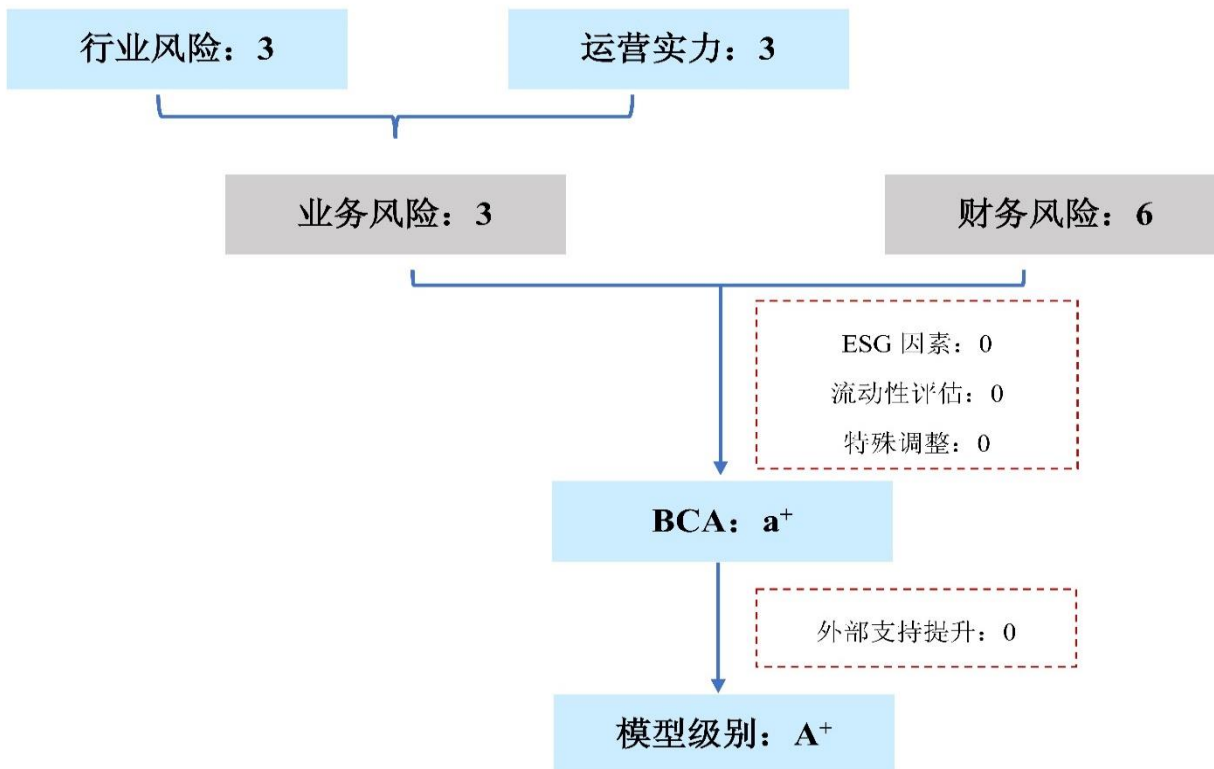 行业风险：3
运营实力：3
业务风险：3
财务风险：6
ESG 因素：0
流动性评估：0
特殊调整：0
BCA：a⁺
外部支持提升：0
模型级别：A⁺